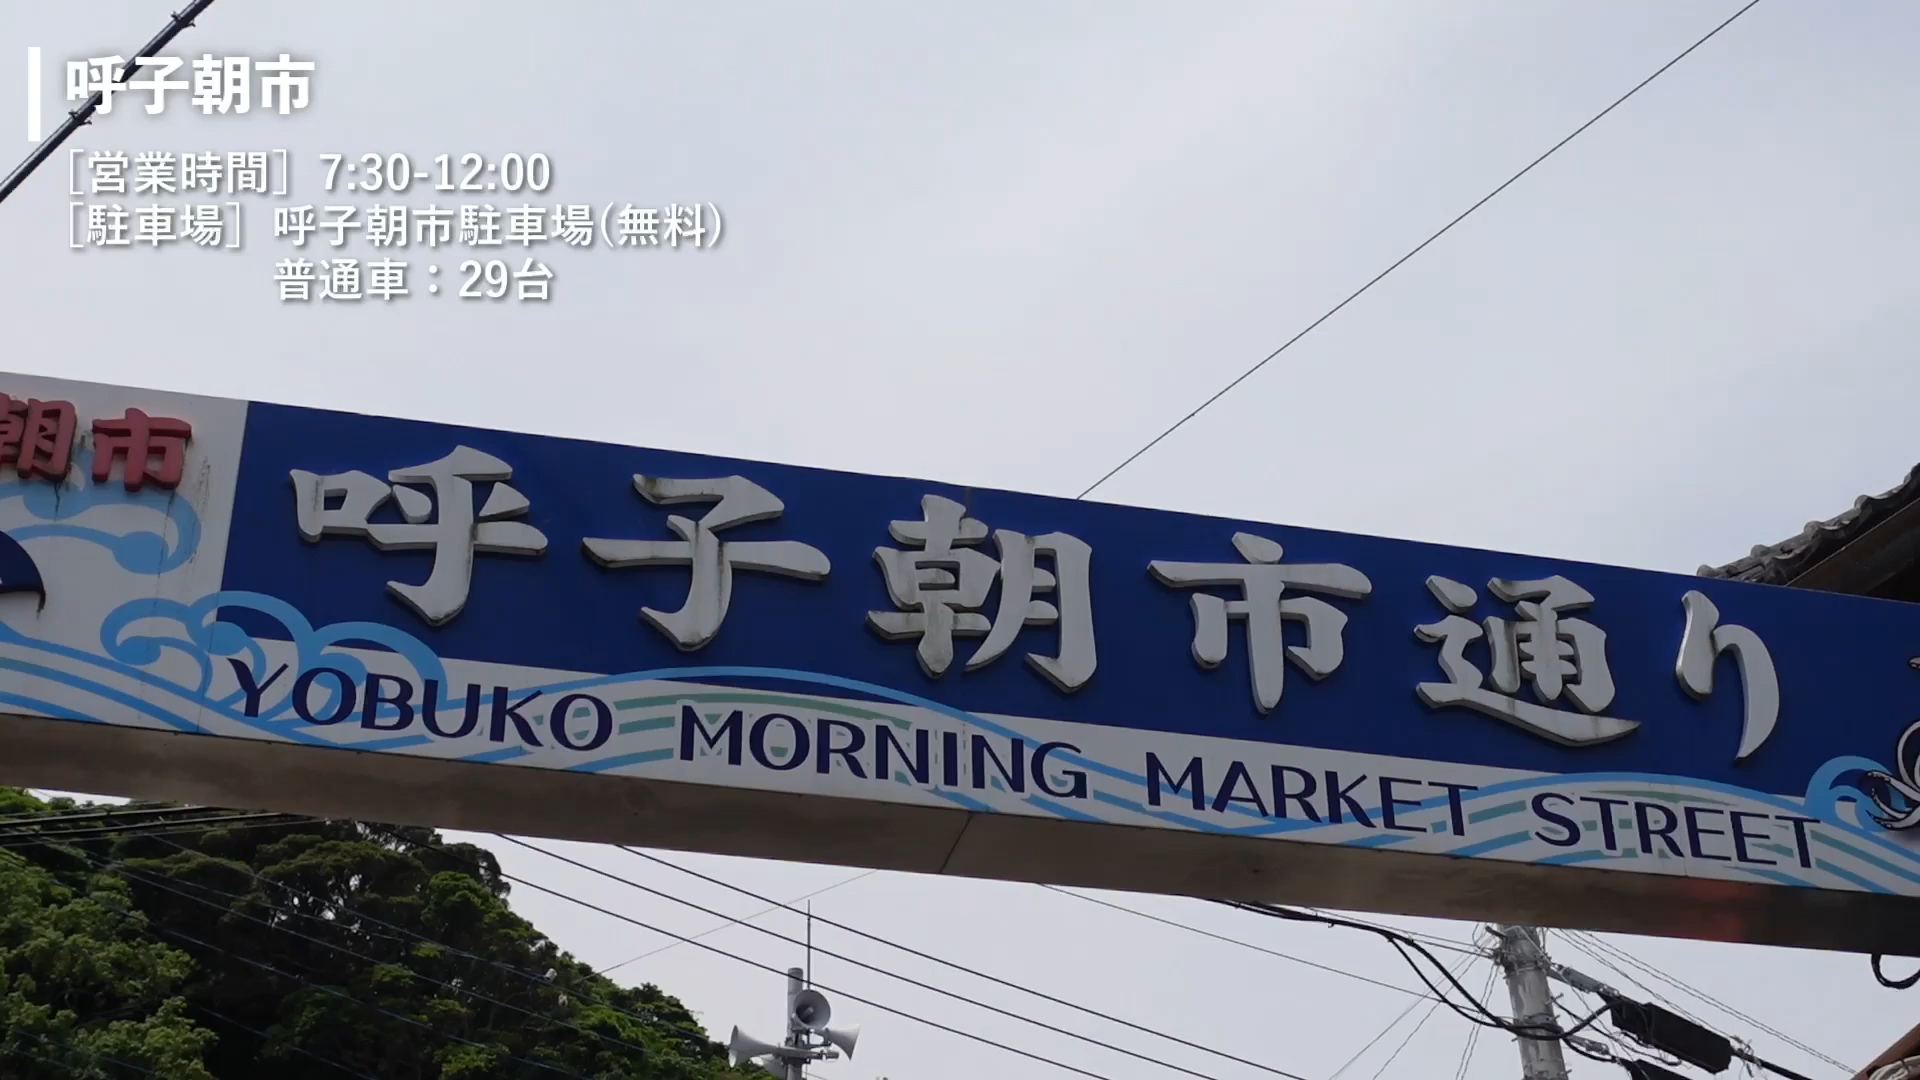 呼子朝市
[営業時間] 7:30-12:00
[駐車場] 呼子朝市駐車場(無料)
普通車：29台
朝市
呼子朝市通り
YOBUKO MORNING MARKET STREET